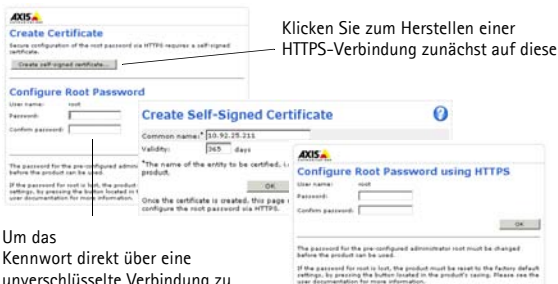 AXIS
Create Certificate
Secure configuration of the root password via HTTPS requires a self-signed
certificate.
Create self-signed certificate...
Configure Root Password
User name: root
Password:
Confirm password:
The password for the pre-configured admin
before the product can be used.
If the password for root is lost, the product
settings, by pressing the button located in t
user documentation for more information.
Klicken Sie zum Herstellen einer
HTTPS-Verbindung zunächst auf diese
Create Self-Signed Certificate
Common name:* 10.92.25.211
Validity: 365 days
*The name of the entity to be certified, i.
product.
OK
Once the certificate is created, this page
configure the root password via HTTPS.
AXIS
Configure Root Password using HTTPS
User name: root
Password:
Confirm password:
OK
The password for the pre-configured administrator root must be changed
before the product can be used.
If the password for root is lost, the product must be reset to the factory default
settings, by pressing the button located in the product's casing. Please see the
user documentation for more information.
Um das
Kennwort direkt über eine
unverschlüsselte Verbindung zu